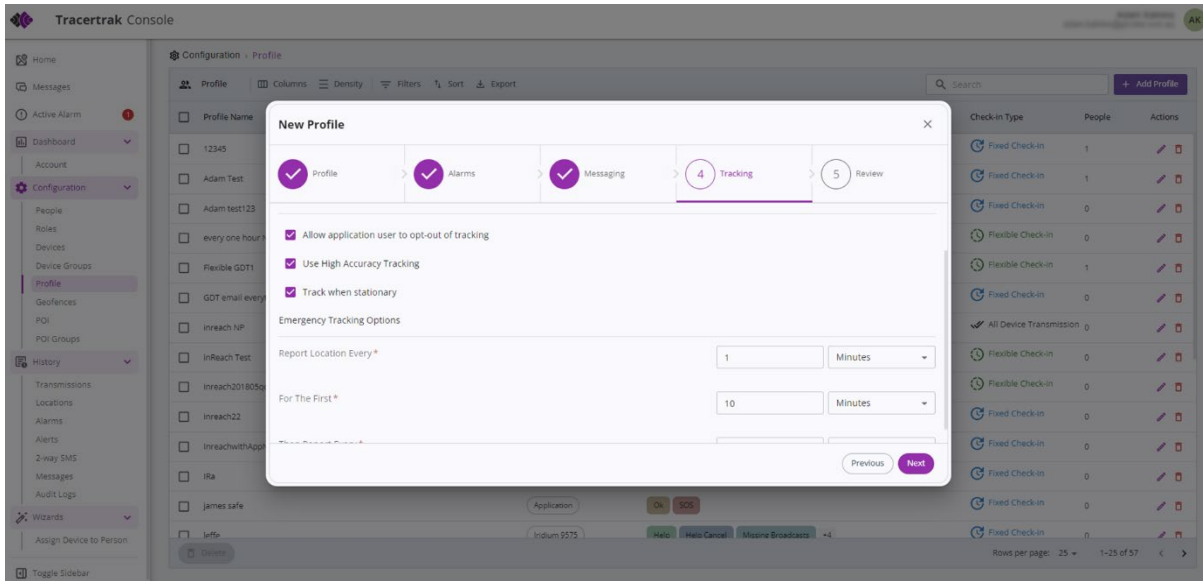 Tracertrak Console
AK
Home
Messages
Active Alarm 1
Dashboard
Account
Configuration
People
Roles
Devices
Device Groups
Profile
Geofences
POI
POI Groups
History
Transmissions
Locations
Alarms
Alerts
2-way SMS
Messages
Audit Logs
Wizards
Assign Device to Person
Toggle Sidebar
Configuration > Profile
Profile Columns Density Filters Sort Export Search + Add Profile
Profile Name Check-in Type People Actions
12345 Fixed Check-in 1
Adam Test Fixed Check-in 1
Adam test123 Fixed Check-in 0
every one hour Flexible Check-in 0
Flexible GDT1 Flexible Check-in 1
GDT email every Fixed Check-in 0
Inreach NP All Device Transmission 0
InReach Test Flexible Check-in 0
Flexible Check-in 0
inreach22 Fixed Check-in 0
Fixed Check-in 0
IRa Fixed Check-in 0
James safe Application Ok SOS Fixed Check-in 0
Jeffe Iridium 9575 Help Help Cancel Missing Broadcasts +4 Fixed Check-in 0
Delete Rows per page: 25 1-25 of 57
New Profile
Profile Alarms Messaging 4 Tracking 5 Review
Allow application user to opt-out of tracking
Use High Accuracy Tracking
Track when stationary
Emergency Tracking Options
Report Location Every * 1 Minutes
For The First * 10 Minutes
Previous Next